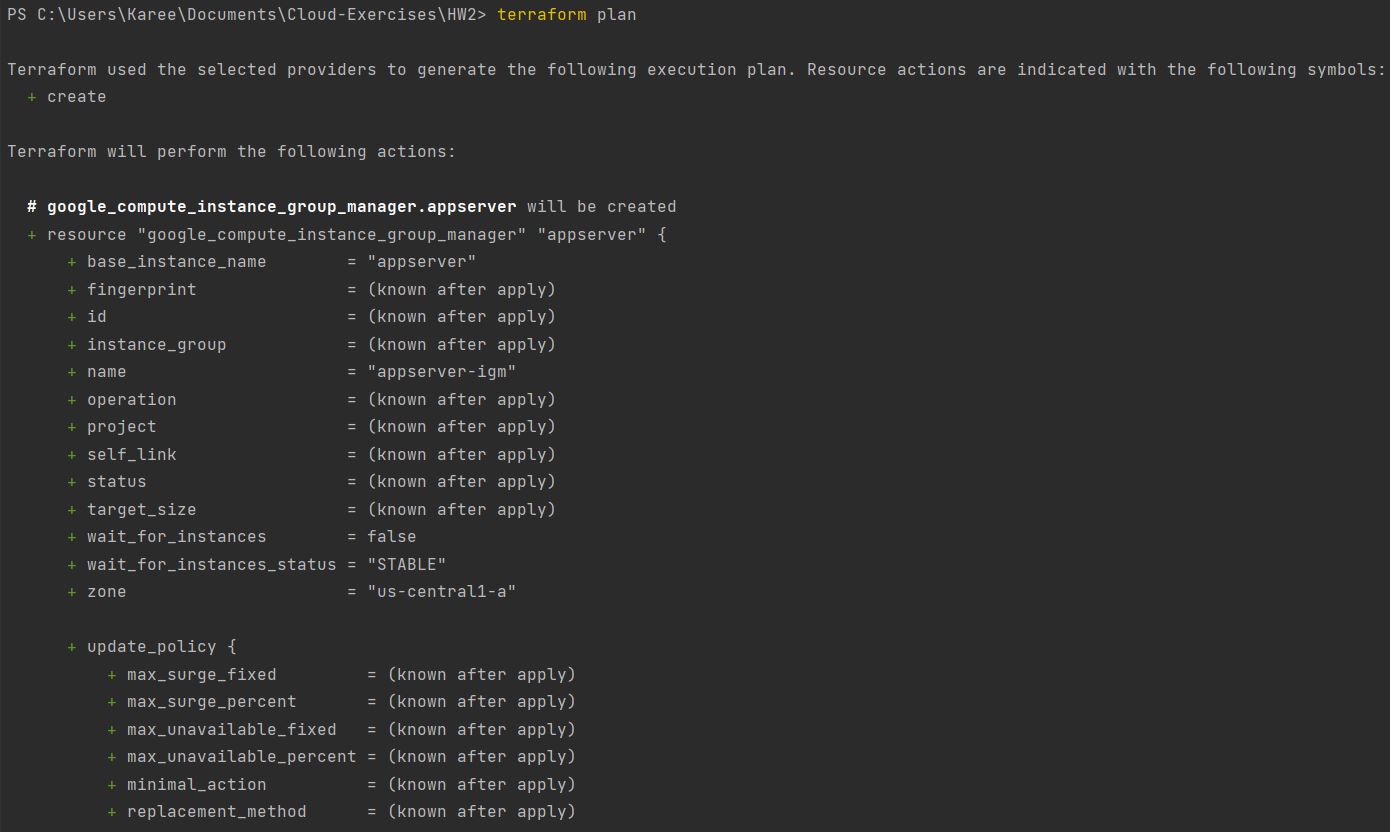 PS C:\Users\Karee\Documents\Cloud-Exercises\HW2> terraform plan
Terraform used the selected providers to generate the following execution plan. Resource actions are indicated with the following symbols:
  + create
Terraform will perform the following actions:
  # google_compute_instance_group_manager.appserver will be created
  + resource "google_compute_instance_group_manager" "appserver" {
      + base_instance_name        = "appserver"
      + fingerprint               = (known after apply)
      + id                        = (known after apply)
      + instance_group            = (known after apply)
      + name                      = "appserver-igm"
      + operation                 = (known after apply)
      + project                   = (known after apply)
      + self_link                 = (known after apply)
      + status                    = (known after apply)
      + target_size               = (known after apply)
      + wait_for_instances        = false
      + wait_for_instances_status = "STABLE"
      + zone                      = "us-central1-a"
      + update_policy {
          + max_surge_fixed         = (known after apply)
          + max_surge_percent       = (known after apply)
          + max_unavailable_fixed   = (known after apply)
          + max_unavailable_percent = (known after apply)
          + minimal_action          = (known after apply)
          + replacement_method      = (known after apply)